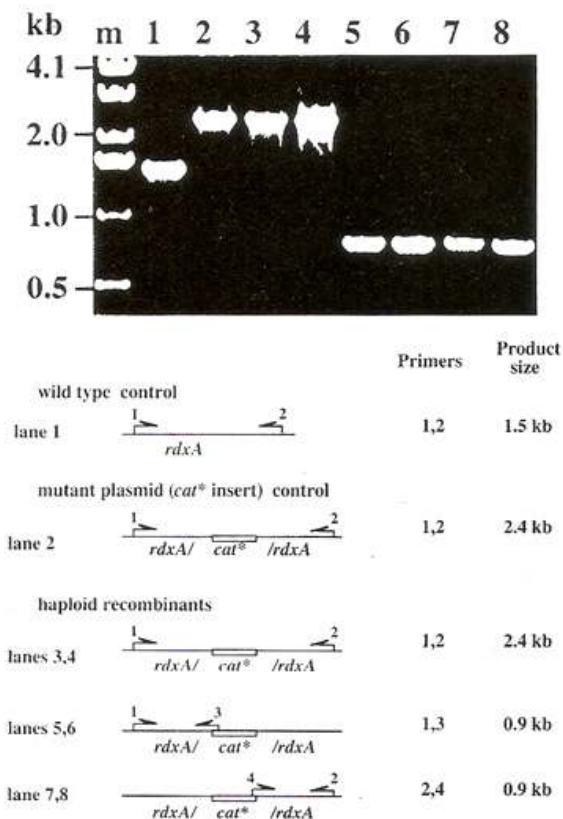 kb m 1 2 3 4 5 6 7 8
4.1
2.0
1.0
0.5
Primers Product size
wild type control
1 2
lane 1 1,2 1.5 kb
rdxA
mutant plasmid (cat* insert) control
1 2
lane 2 1,2 2.4 kb
rdxA/ cat* /rdxA
haploid recombinants
1 2
lanes 3,4 1,2 2.4 kb
rdxA/ cat* /rdxA
1 3
lanes 5,6 1,3 0.9 kb
rdxA/ cat* /rdxA
4 2
lane 7,8 2,4 0.9 kb
rdxA/ cat* /rdxA